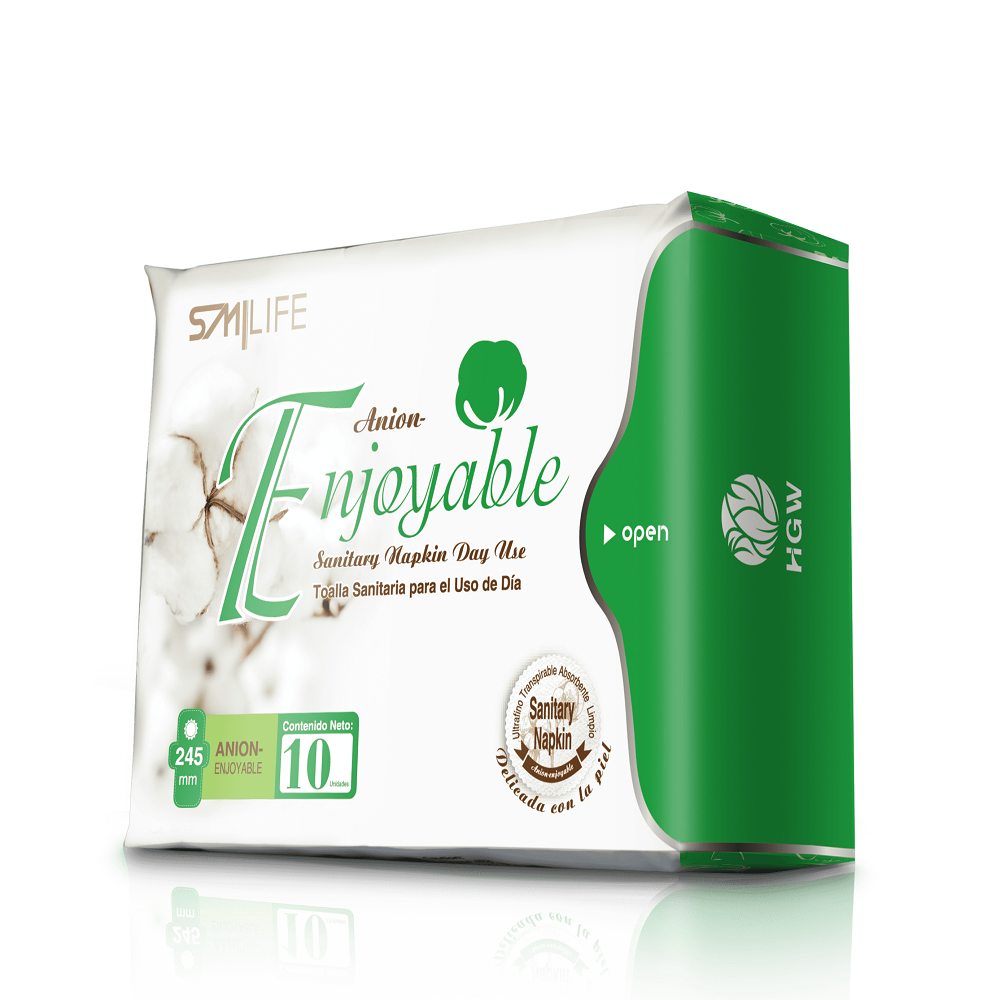 SMILIFE
Anion-
Enjoyable
Sanitary Napkin Day Use
Toalla Sanitaria para el Uso de Día
open
HGW
Ultrafino Transpirable Absorbente Limpio
Sanitary
Napkin
Anion-enjoyable
Delicada con la piel
245
mm
ANION-
ENJOYABLE
Contenido Neto:
10
Unidades